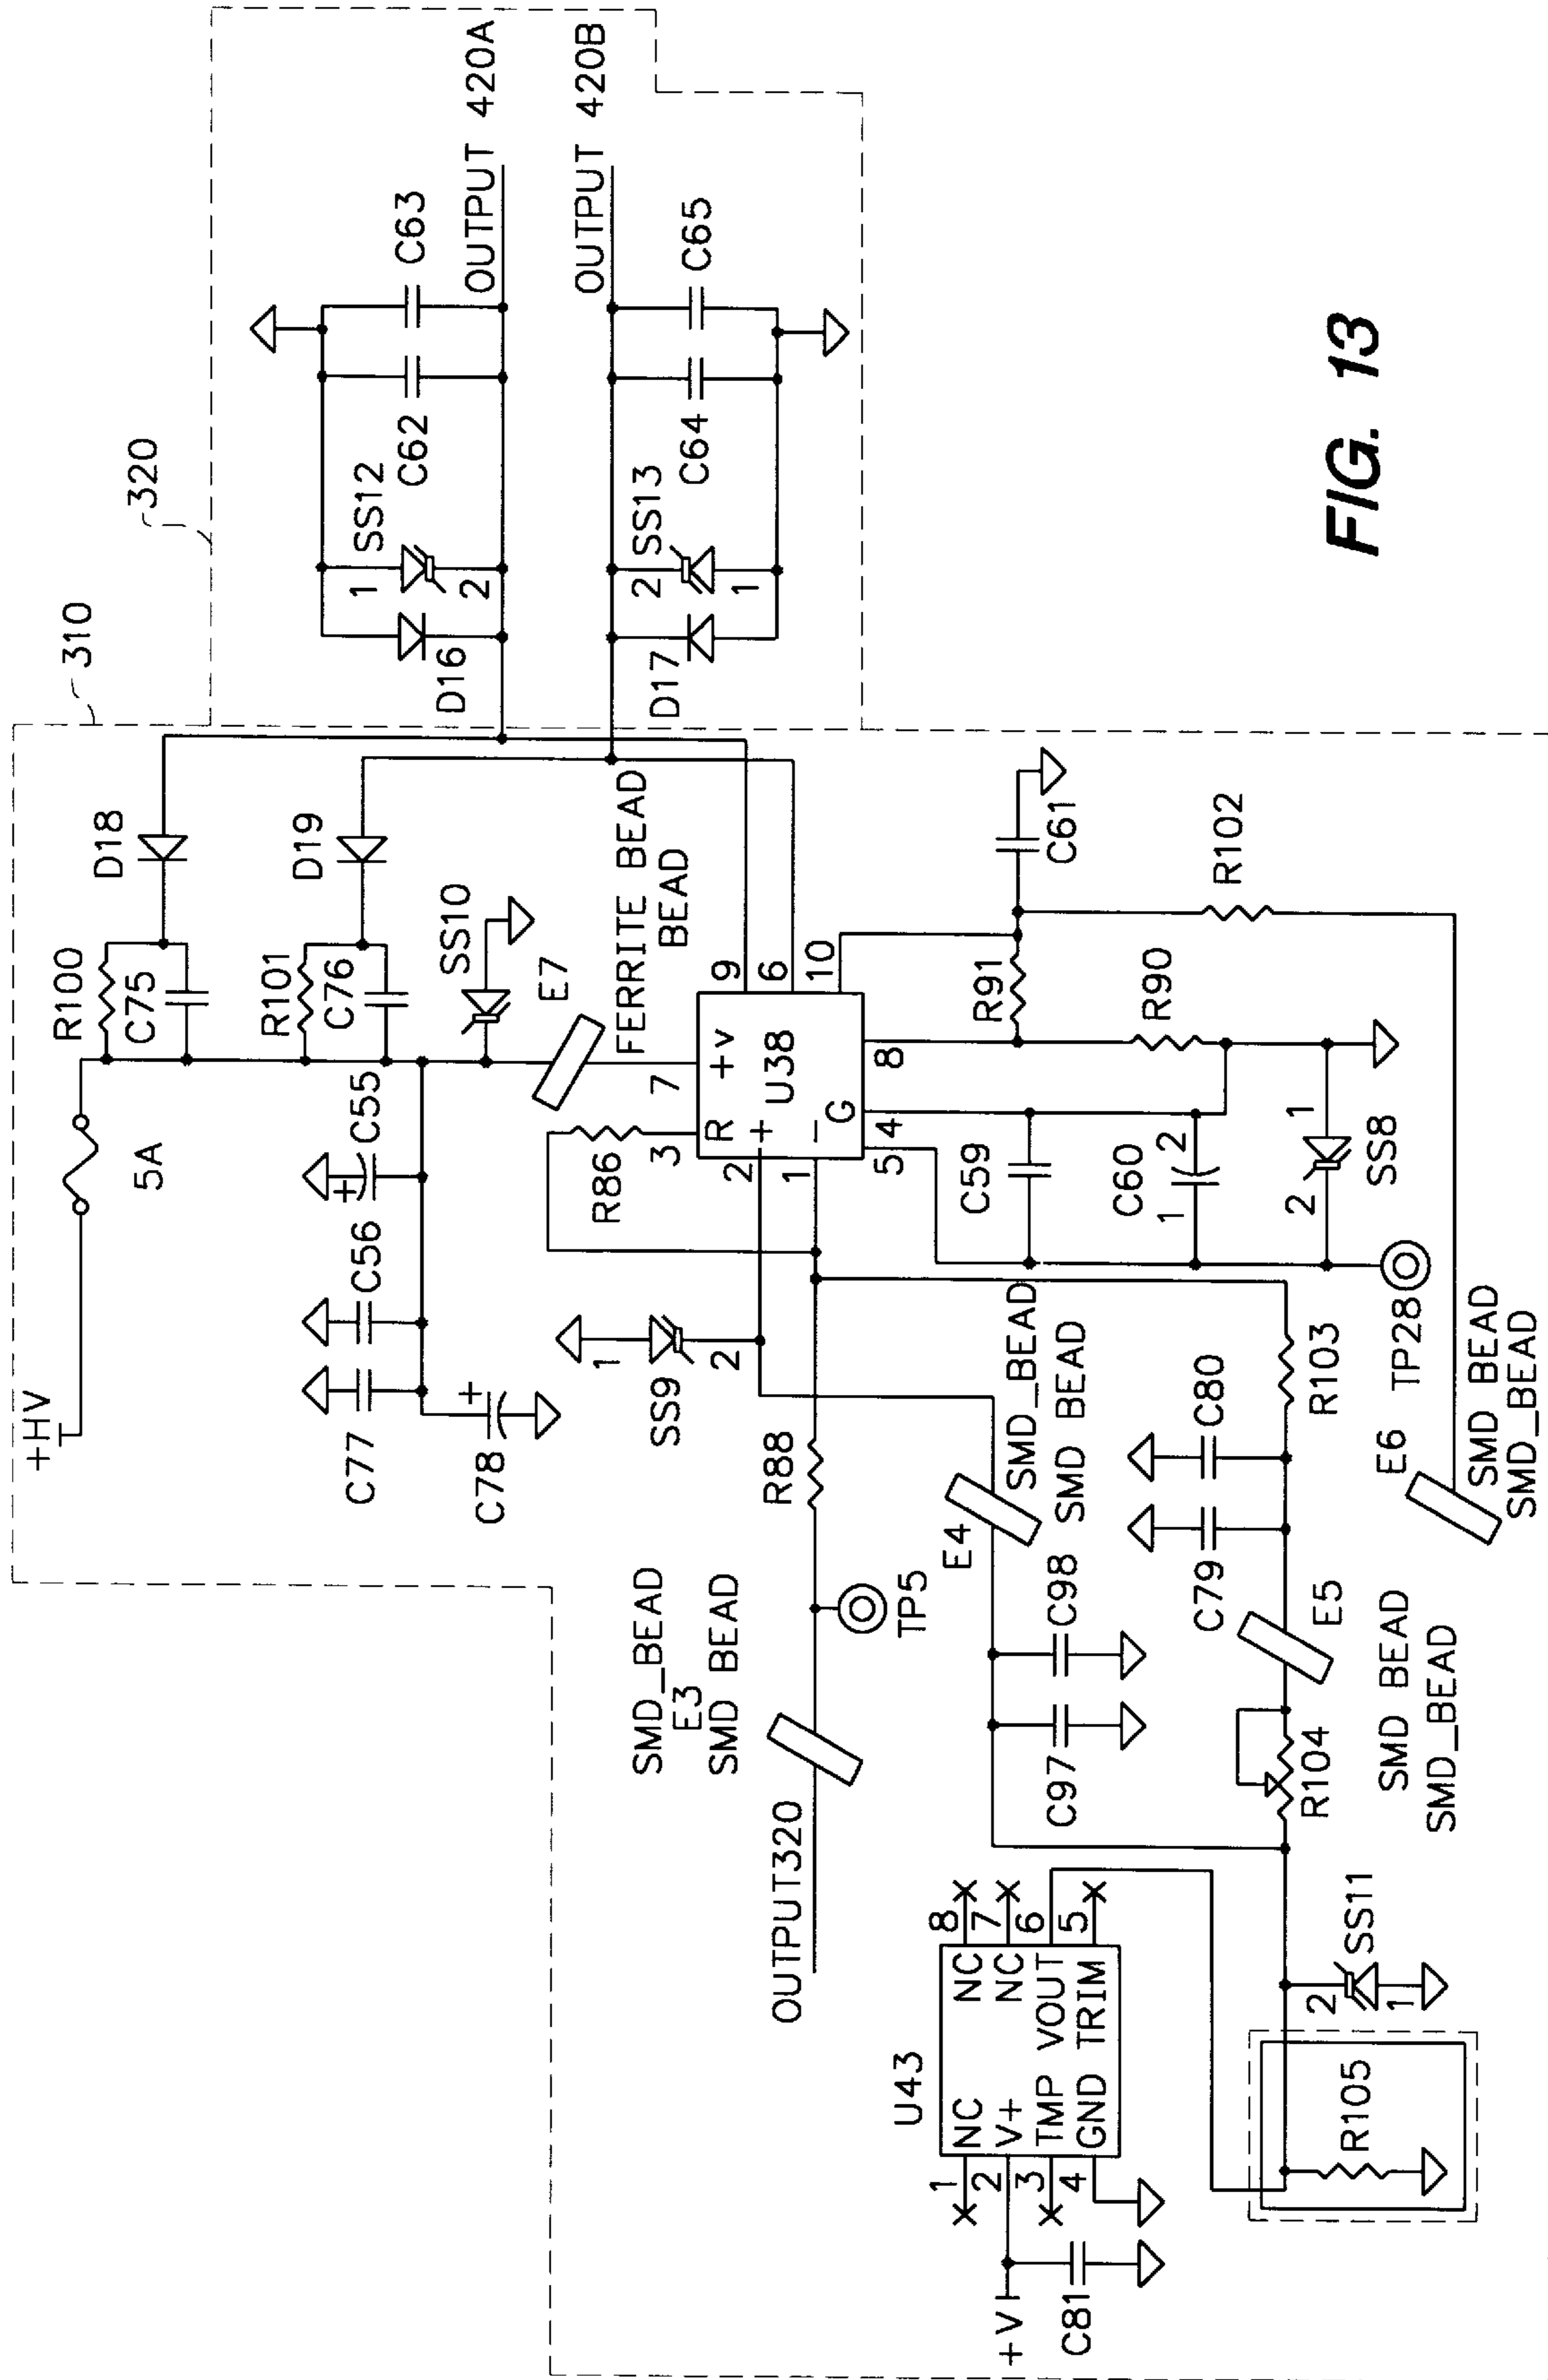 320
310
+HV
5A
R100
C75
D18
R101
C76
D19
C77
C56
C55
C78
SS10
E7
FERRITE BEAD
BEAD
1
SS12
2
D16
C62
C63
OUTPUT 420A
OUTPUT 420B
D17
2
SS13
1
C64
C65
SS9
1
2
R86
3
R
7
+V
2
+
1
−
U38
9
6
10
G
5
4
8
R88
SMD_BEAD
E3
SMD BEAD
TP5
OUTPUT320
E4
SMD_BEAD
SMD BEAD
C97
C98
R91
C61
R90
R102
C59
C60
1
2
2
1
SS8
TP28
E6
SMD BEAD
SMD_BEAD
R103
C80
C79
E5
SMD BEAD
SMD_BEAD
R104
U43
1
NC
NC
8
2
V+
NC
7
3
TMP
VOUT
6
4
GND
TRIM
5
+V
C81
R105
2
SS11
1
FIG. 13